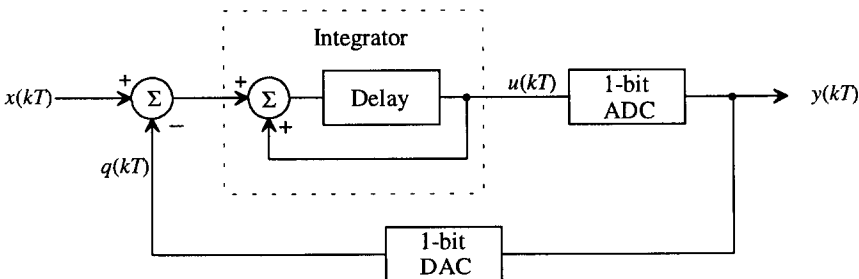 Integrator
x(kT)
+
Σ
−
+
Σ
+
Delay
u(kT)
1-bit
ADC
y(kT)
q(kT)
1-bit
DAC